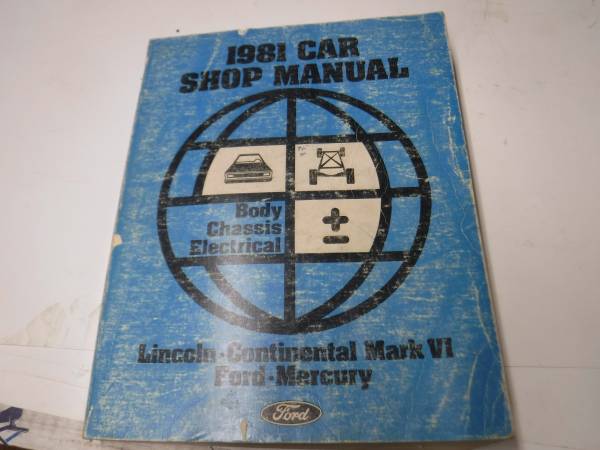 1981 CAR
SHOP MANUAL
Body
Chassis
Electrical
Lincoln·Continental Mark VI
Ford·Mercury
Ford